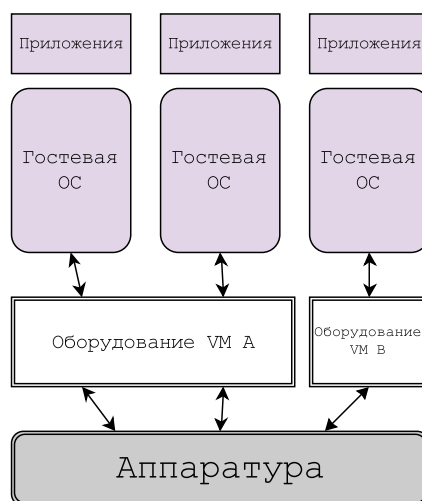 Приложения
Приложения
Приложения
Гостевая
ОС
Гостевая
ОС
Гостевая
ОС
Оборудование VM A
Оборудование
VM B
Аппаратура